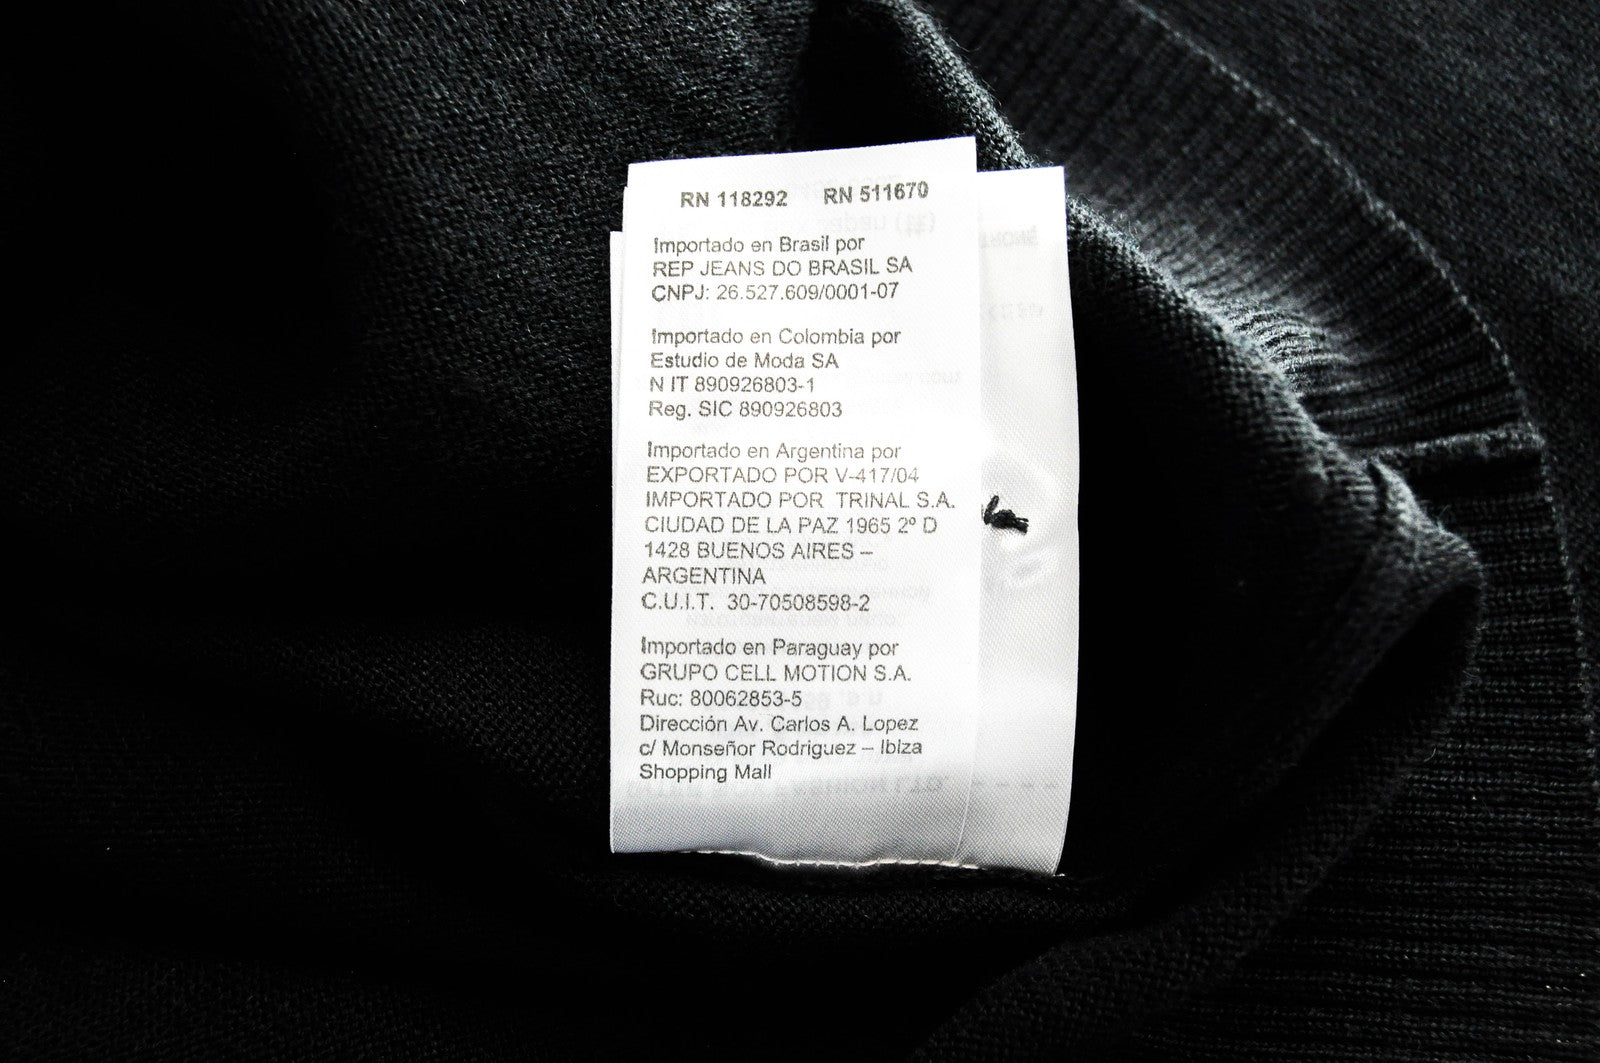 RN 118292 RN 511670
Importado en Brasil por
REP JEANS DO BRASIL SA
CNPJ: 26.527.609/0001-07
Importado en Colombia por
Estudio de Moda SA
N IT 890926803-1
Reg. SIC 890926803
Importado en Argentina por
EXPORTADO POR V-417/04
IMPORTADO POR TRINAL S.A.
CIUDAD DE LA PAZ 1965 2º D
1428 BUENOS AIRES –
ARGENTINA
C.U.I.T. 30-70508598-2
Importado en Paraguay por
GRUPO CELL MOTION S.A.
Ruc: 80062853-5
Dirección Av. Carlos A. Lopez
c/ Monseñor Rodriguez – Ibiza
Shopping Mall